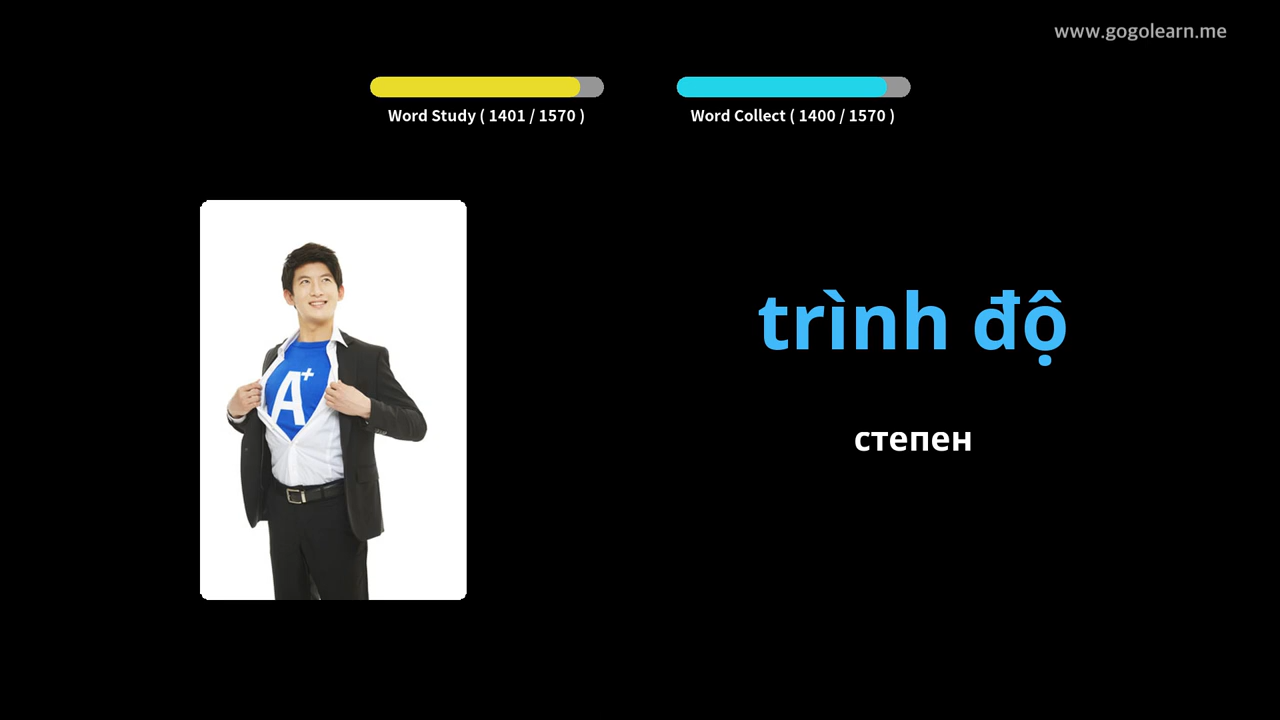 www.gogolearn.me
Word Study ( 1401 / 1570 )
Word Collect ( 1400 / 1570 )
A+
trình độ
степен